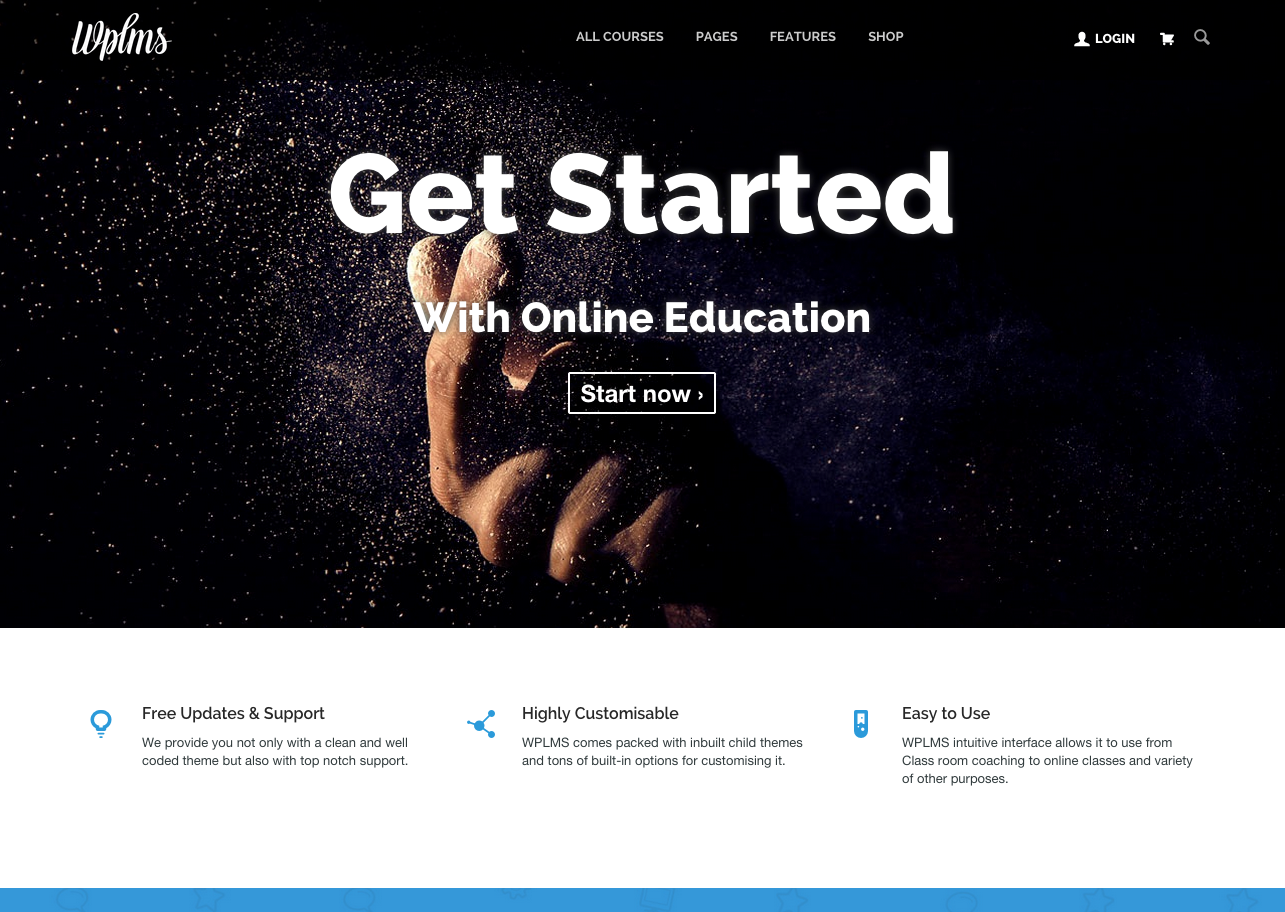 Wplms
ALL COURSES PAGES FEATURES SHOP LOGIN
Get Started
With Online Education
Start now ›
Free Updates & Support
We provide you not only with a clean and well
coded theme but also with top notch support.
Highly Customisable
WPLMS comes packed with inbuilt child themes
and tons of built-in options for customising it.
Easy to Use
WPLMS intuitive interface allows it to use from
Class room coaching to online classes and variety
of other purposes.